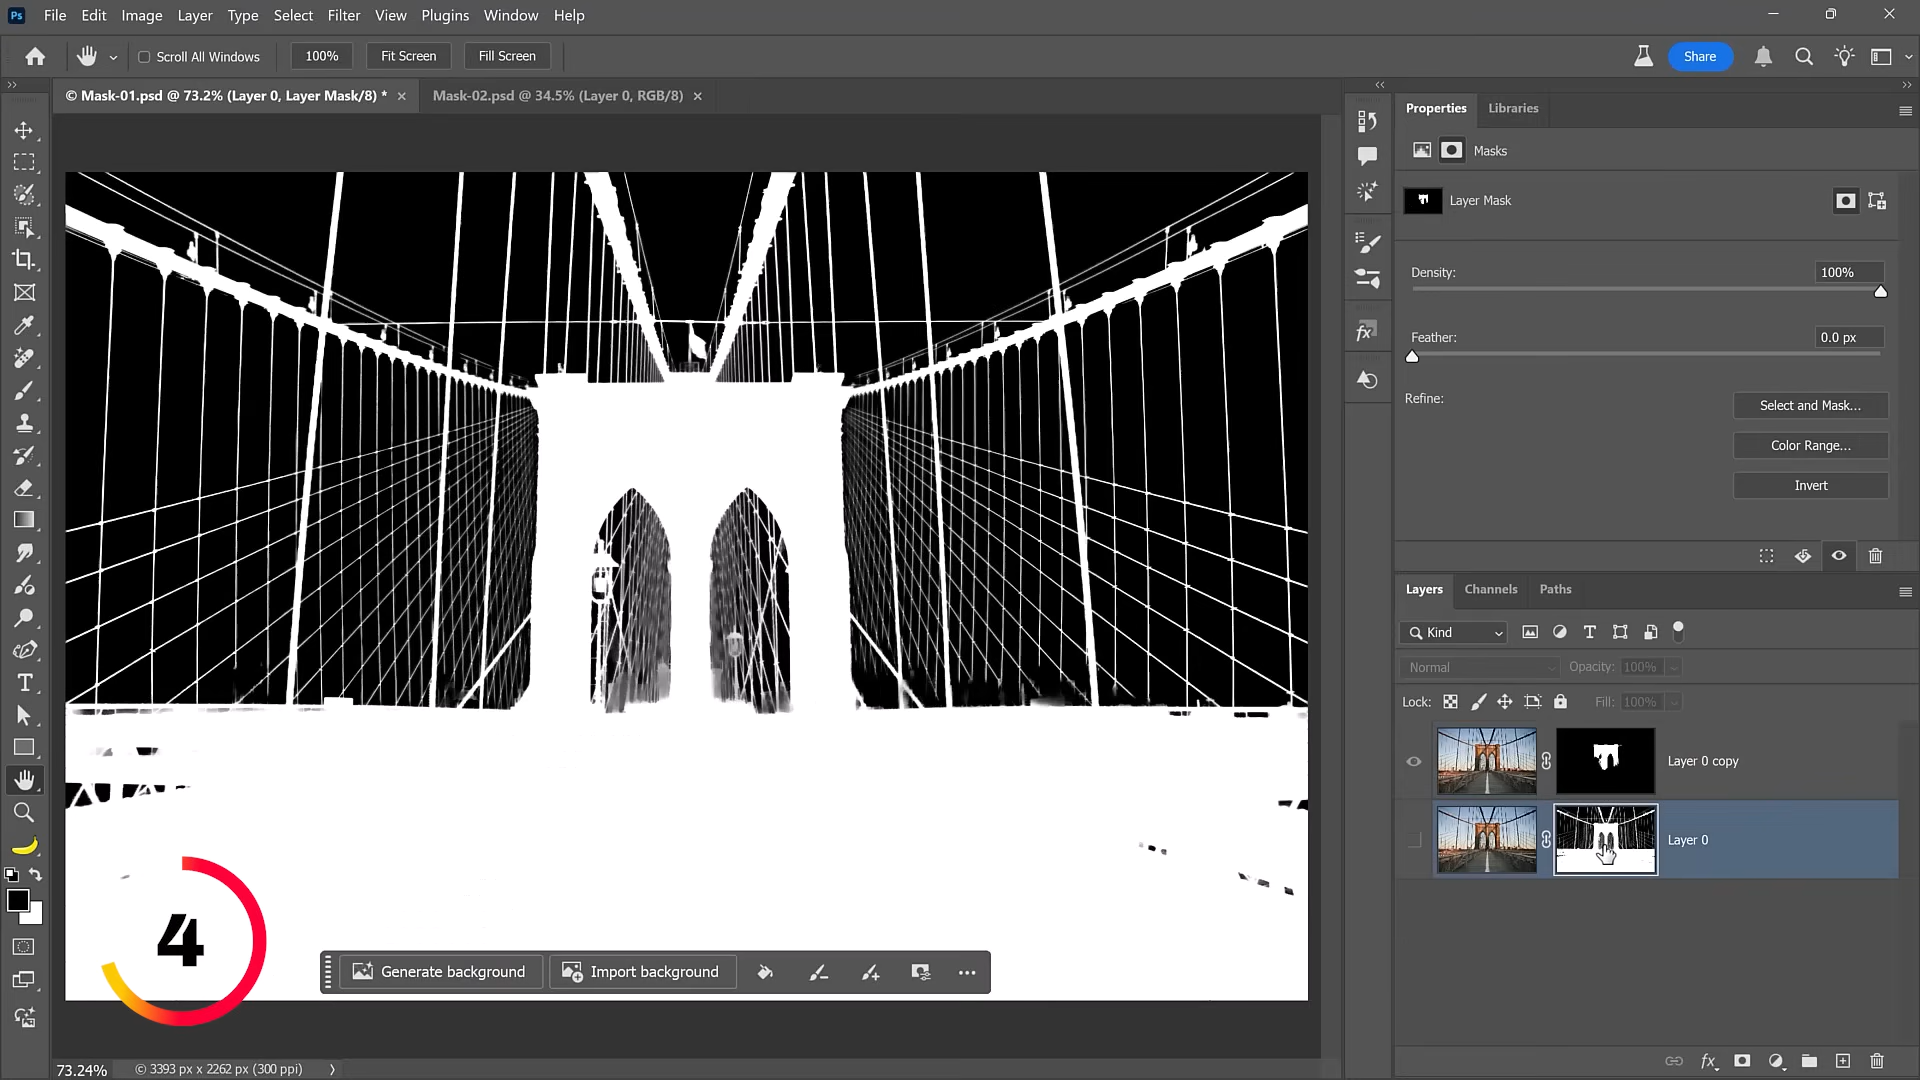 Ps File Edit Image Layer Type Select Filter View Plugins Window Help
Scroll All Windows 100% Fit Screen Fill Screen Share
© Mask-01.psd @ 73.2% (Layer 0, Layer Mask/8) * Mask-02.psd @ 34.5% (Layer 0, RGB/8)
Properties Libraries
Masks
Layer Mask
Density: 100%
Feather: 0.0 px
Refine:
Select and Mask...
Color Range...
Invert
Layers Channels Paths
Kind
Normal Opacity: 100%
Lock: Fill: 100%
Layer 0 copy
Layer 0
4
Generate background Import background
73.24% © 3393 px x 2262 px (300 ppi)